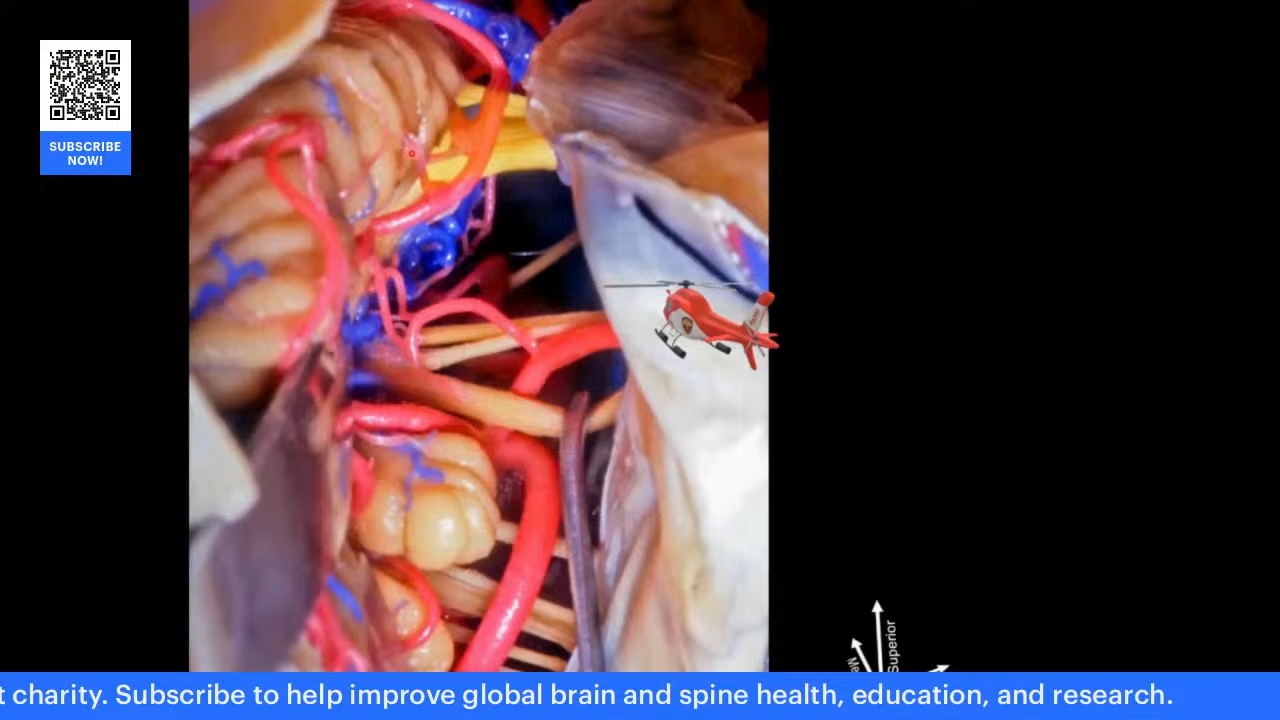 SUBSCRIBE
NOW!
Superior
t charity. Subscribe to help improve global brain and spine health, education, and research.